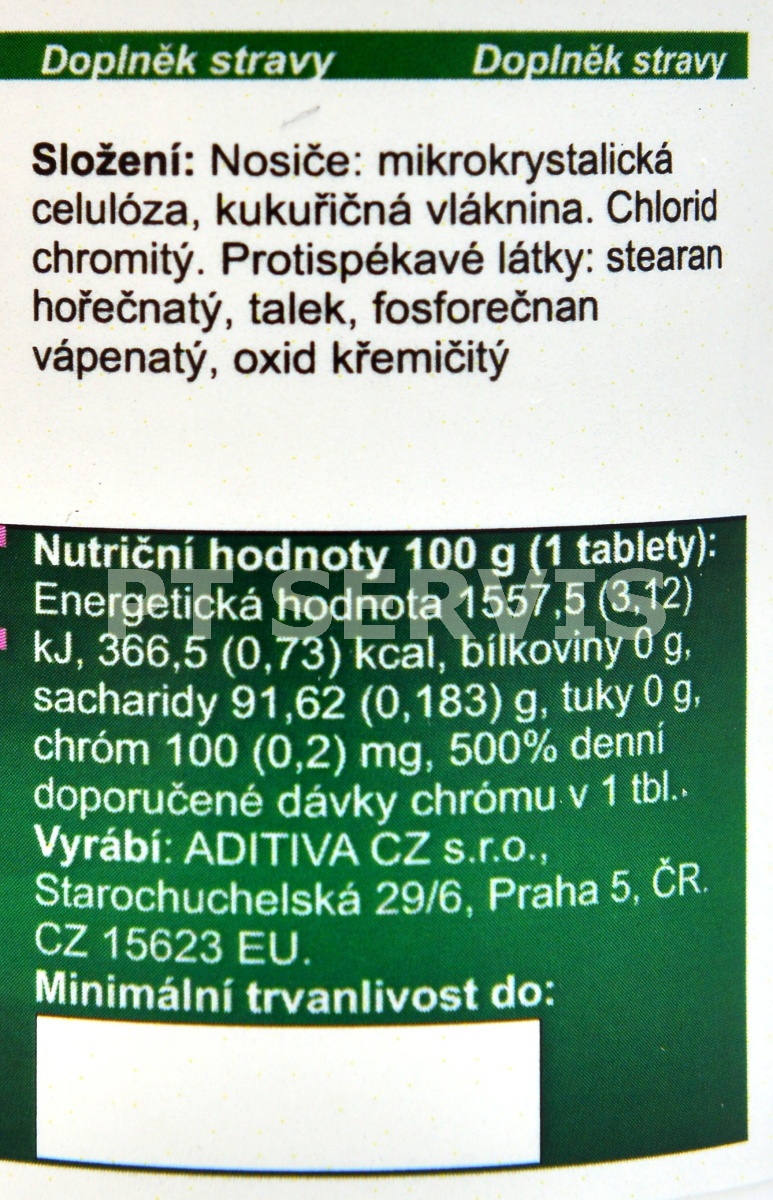 Doplněk stravy Doplněk stravy
Složení: Nosiče: mikrokrystalická
celulóza, kukuřičná vláknina. Chlorid
chromitý. Protispékavé látky: stearan
hořečnatý, talek, fosforečnan
vápenatý, oxid křemičitý
Nutriční hodnoty 100 g (1 tablety):
PT SERVIS
Energetická hodnota 1557,5 (3,12)
kJ, 366,5 (0,73) kcal, bílkoviny 0 g,
sacharidy 91,62 (0,183) g, tuky 0 g,
chróm 100 (0,2) mg, 500% denní
doporučené dávky chrómu v 1 tbl..
Vyrábí: ADITIVA CZ s.r.o.,
Starochuchelská 29/6, Praha 5, ČR.
CZ 15623 EU.
Minimální trvanlivost do: